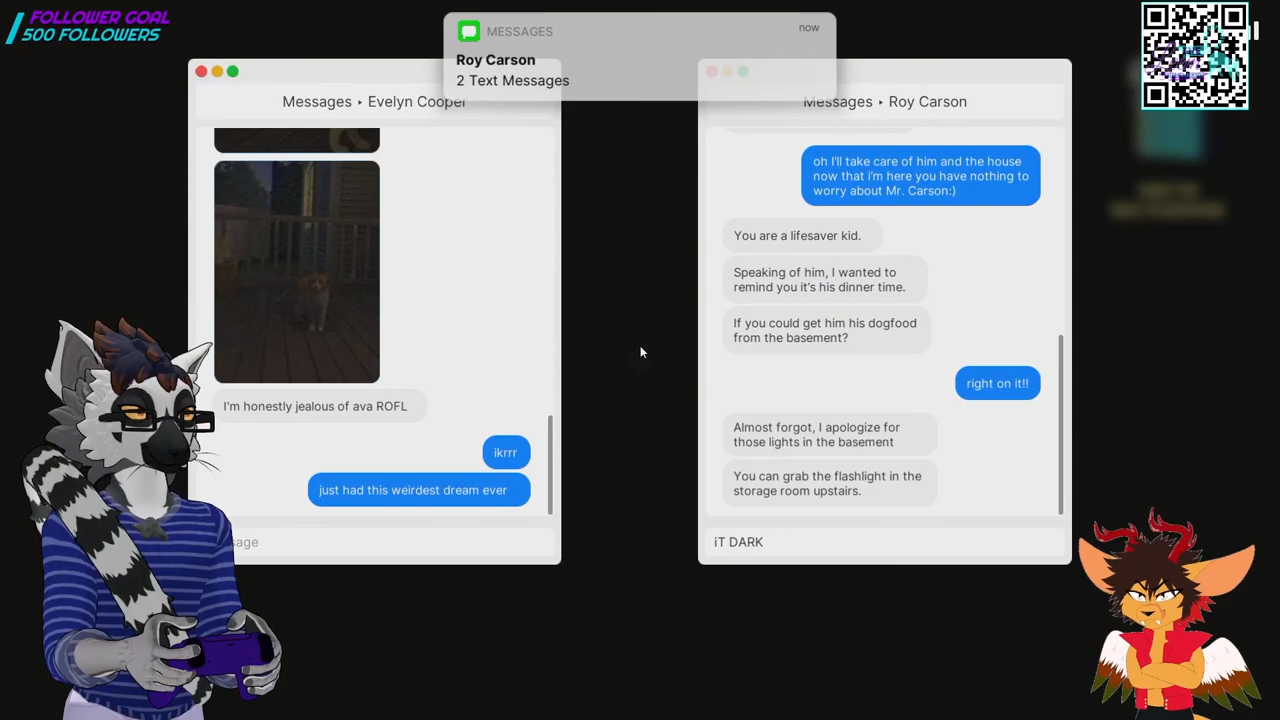 FOLLOWER GOAL
500 FOLLOWERS
MESSAGES
now
Roy Carson
2 Text Messages
Messages ‣ Evelyn Cooper
I'm honestly jealous of ava ROFL
ikrrr
just had this weirdest dream ever
sage
Messages ‣ Roy Carson
oh I'll take care of him and the house
now that i'm here you have nothing to
worry about Mr. Carson:)
You are a lifesaver kid.
Speaking of him, I wanted to
remind you it's his dinner time.
If you could get him his dogfood
from the basement?
right on it!!
Almost forgot, I apologize for
those lights in the basement
You can grab the flashlight in the
storage room upstairs.
iT DARK